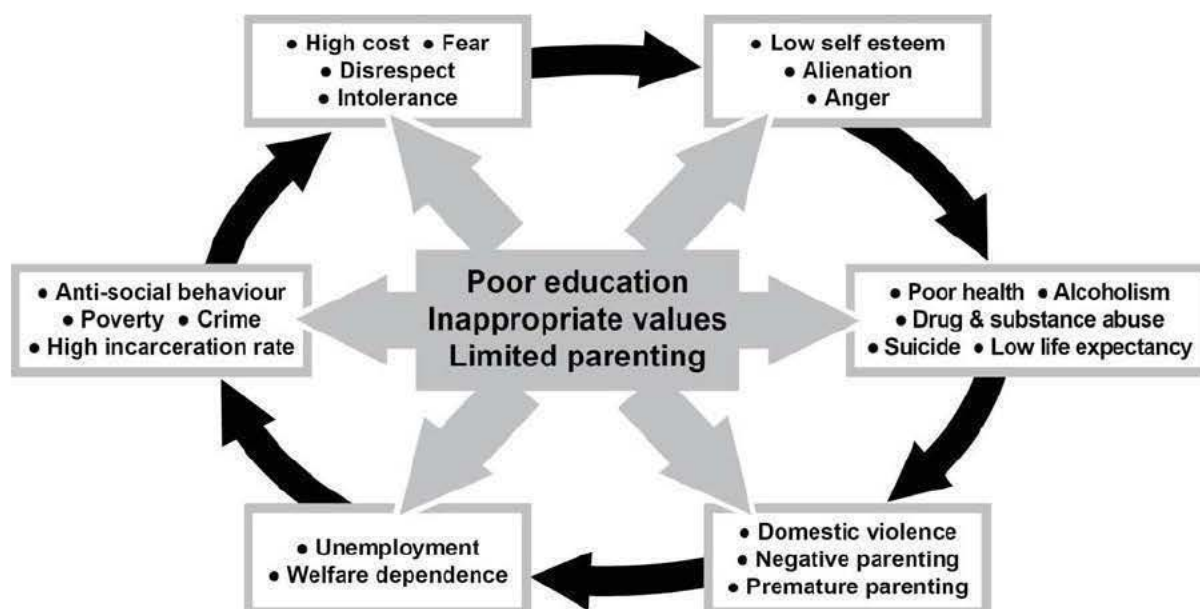 • High cost • Fear
• Disrespect
• Intolerance
• Low self esteem
• Alienation
• Anger
• Anti-social behaviour
• Poverty • Crime
• High incarceration rate
Poor education
Inappropriate values
Limited parenting
• Poor health • Alcoholism
• Drug & substance abuse
• Suicide • Low life expectancy
• Unemployment
• Welfare dependence
• Domestic violence
• Negative parenting
• Premature parenting